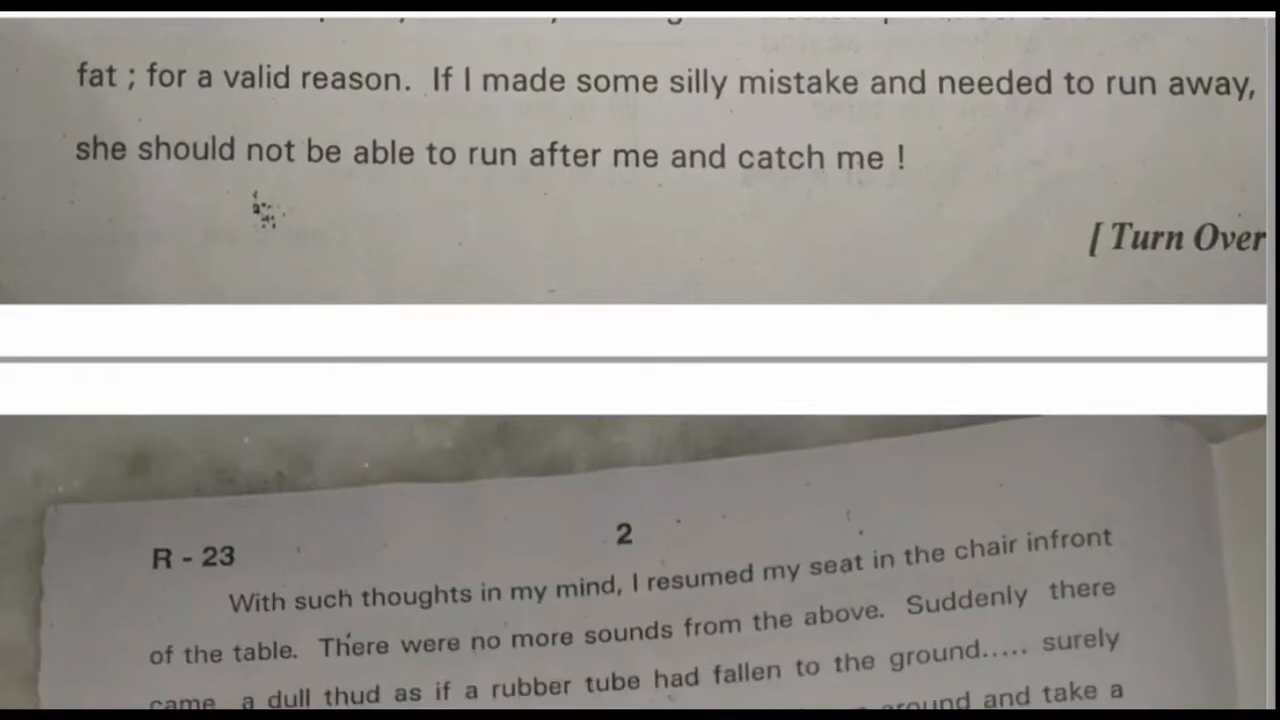 fat ; for a valid reason. If I made some silly mistake and needed to run away,
she should not be able to run after me and catch me !
[ Turn Over
R - 23
2
With such thoughts in my mind, I resumed my seat in the chair infront
of the table. There were no more sounds from the above. Suddenly there
came a dull thud as if a rubber tube had fallen to the ground..... surely
around and take a